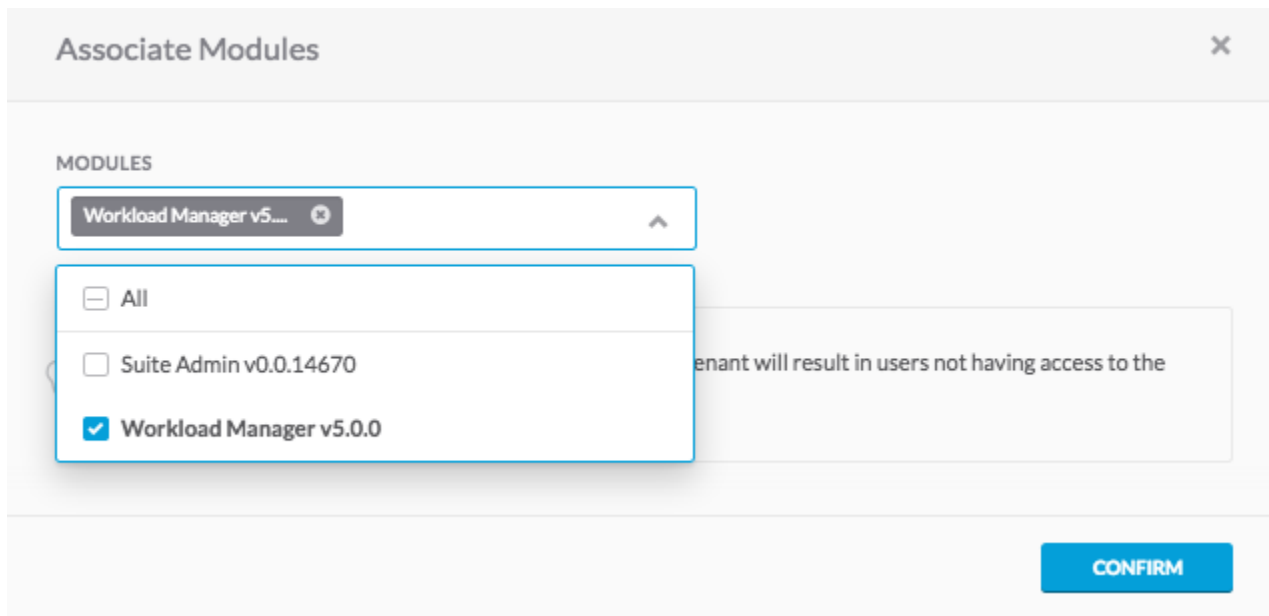 Associate Modules
MODULES
Workload Manager v5....
All
Suite Admin v0.0.14670
enant will result in users not having access to the
Workload Manager v5.0.0
CONFIRM